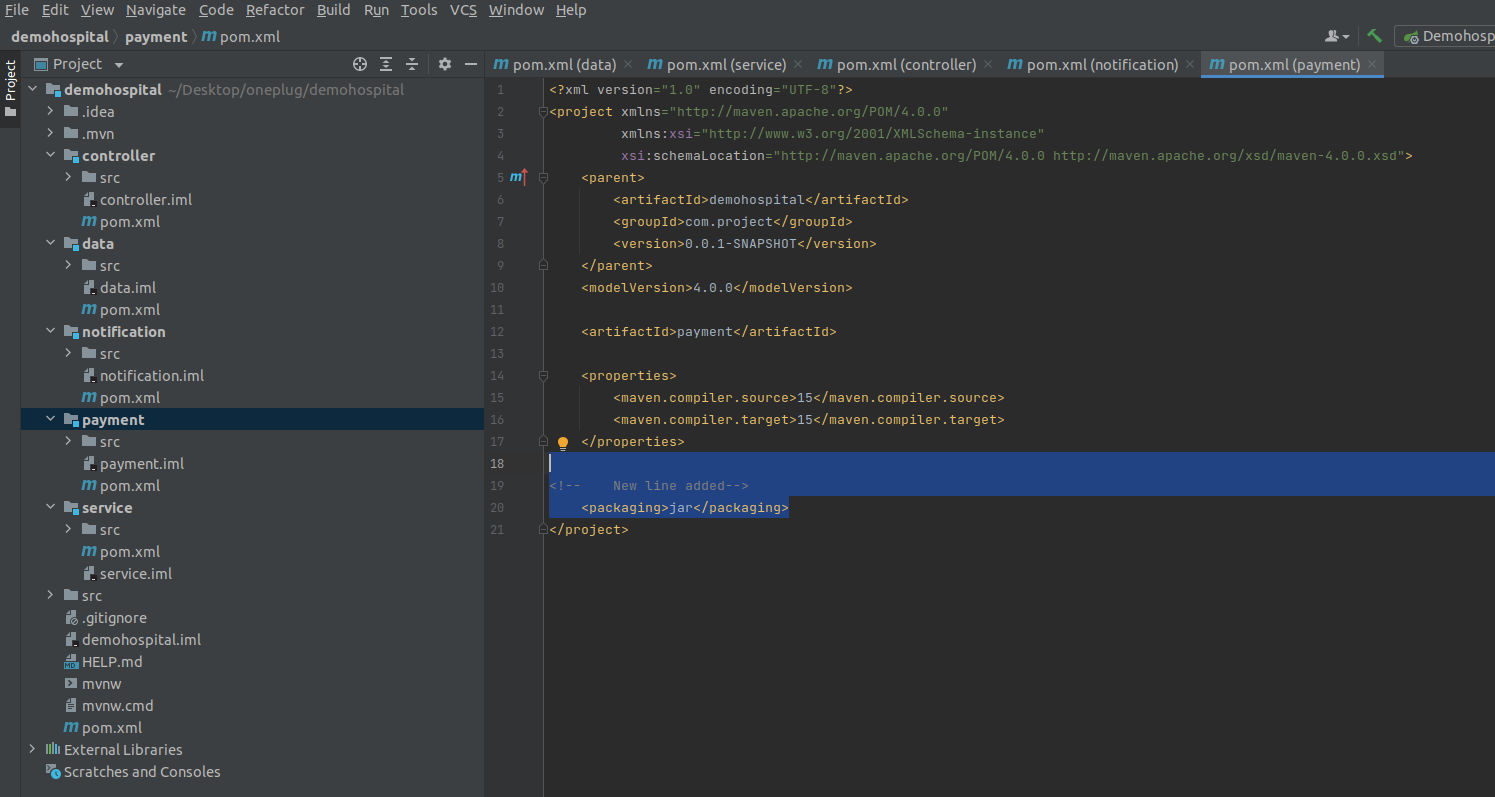 File Edit View Navigate Code Refactor Build Run Tools VCS Window Help
demohospital payment pom.xml
Demohosp
Project
Project
demohospital ~/Desktop/oneplug/demohospital
.idea
.mvn
controller
src
controller.iml
pom.xml
data
src
data.iml
pom.xml
notification
src
notification.iml
pom.xml
payment
src
payment.iml
pom.xml
service
src
pom.xml
service.iml
src
.gitignore
demohospital.iml
HELP.md
mvnw
mvnw.cmd
pom.xml
External Libraries
Scratches and Consoles
pom.xml (data) pom.xml (service) pom.xml (controller) pom.xml (notification) pom.xml (payment)
1 <?xml version="1.0" encoding="UTF-8"?>
2 <project xmlns="http://maven.apache.org/POM/4.0.0"
3 xmlns:xsi="http://www.w3.org/2001/XMLSchema-instance"
4 xsi:schemaLocation="http://maven.apache.org/POM/4.0.0 http://maven.apache.org/xsd/maven-4.0.0.xsd">
5 <parent>
6 <artifactId>demohospital</artifactId>
7 <groupId>com.project</groupId>
8 <version>0.0.1-SNAPSHOT</version>
9 </parent>
10 <modelVersion>4.0.0</modelVersion>
11
12 <artifactId>payment</artifactId>
13
14 <properties>
15 <maven.compiler.source>15</maven.compiler.source>
16 <maven.compiler.target>15</maven.compiler.target>
17 </properties>
18
19 <!-- New line added-->
20 <packaging>jar</packaging>
21 </project>